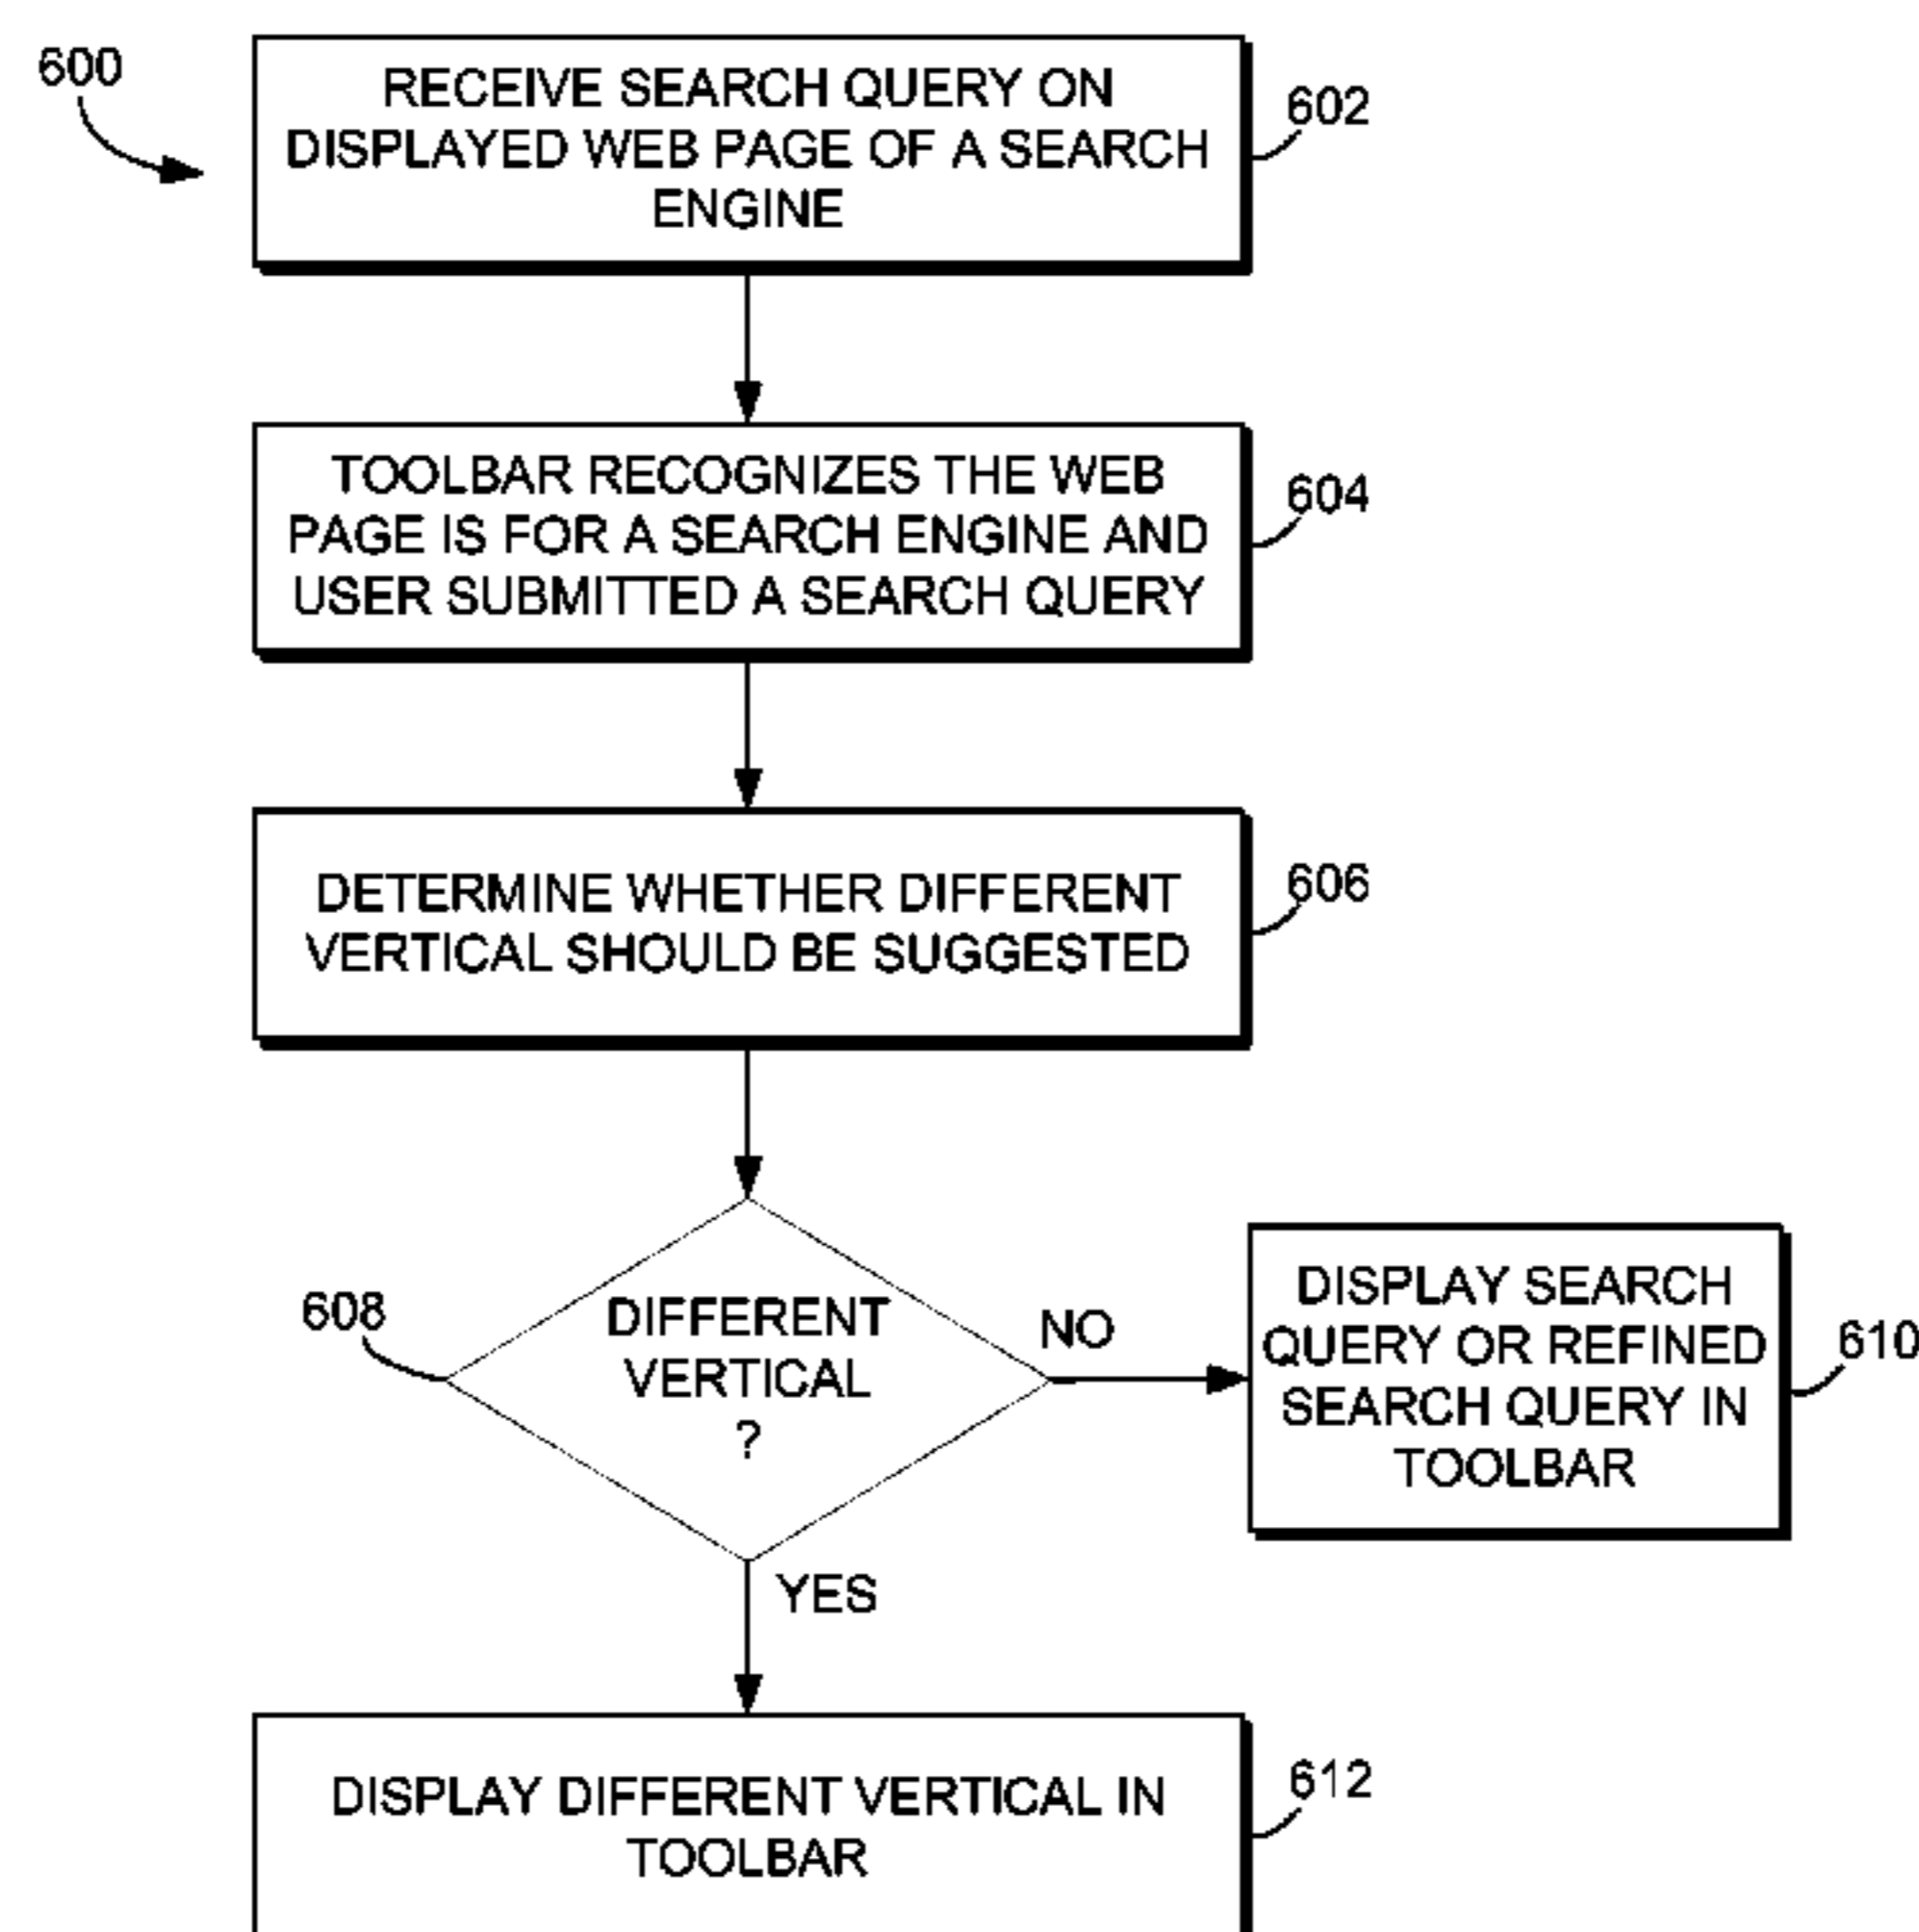 600
RECEIVE SEARCH QUERY ON
DISPLAYED WEB PAGE OF A SEARCH
ENGINE
602
TOOLBAR RECOGNIZES THE WEB
PAGE IS FOR A SEARCH ENGINE AND
USER SUBMITTED A SEARCH QUERY
604
DETERMINE WHETHER DIFFERENT
VERTICAL SHOULD BE SUGGESTED
606
608
DIFFERENT
VERTICAL
?
NO
DISPLAY SEARCH
QUERY OR REFINED
SEARCH QUERY IN
TOOLBAR
610
YES
DISPLAY DIFFERENT VERTICAL IN
TOOLBAR
612